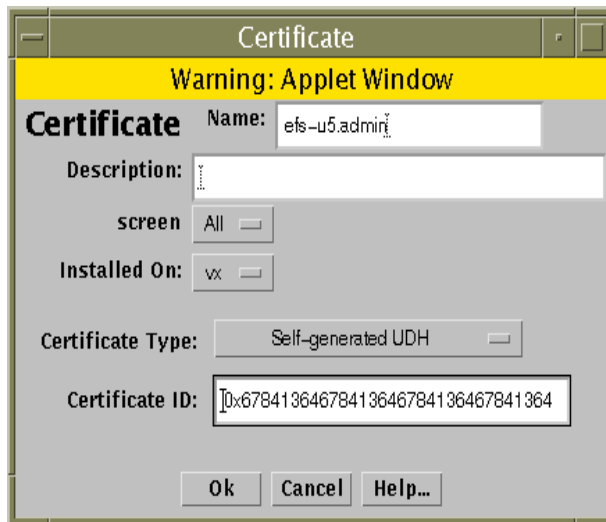 Certificate
Warning: Applet Window
Certificate Name: efs-u5.admin
Description:
screen All
Installed On: vx
Certificate Type: Self-generated UDH
Certificate ID: 0x67841364678413646784136467841364
Ok Cancel Help...